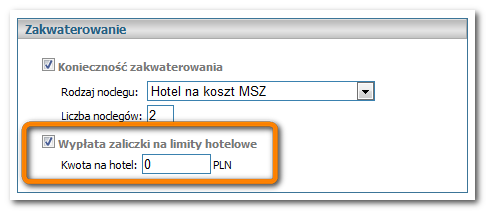 Zakwaterowanie
Konieczność zakwaterowania
Rodzaj noclegu: Hotel na koszt MSZ
Liczba noclegów: 2
Wypłata zaliczki na limity hotelowe
Kwota na hotel: 0 PLN